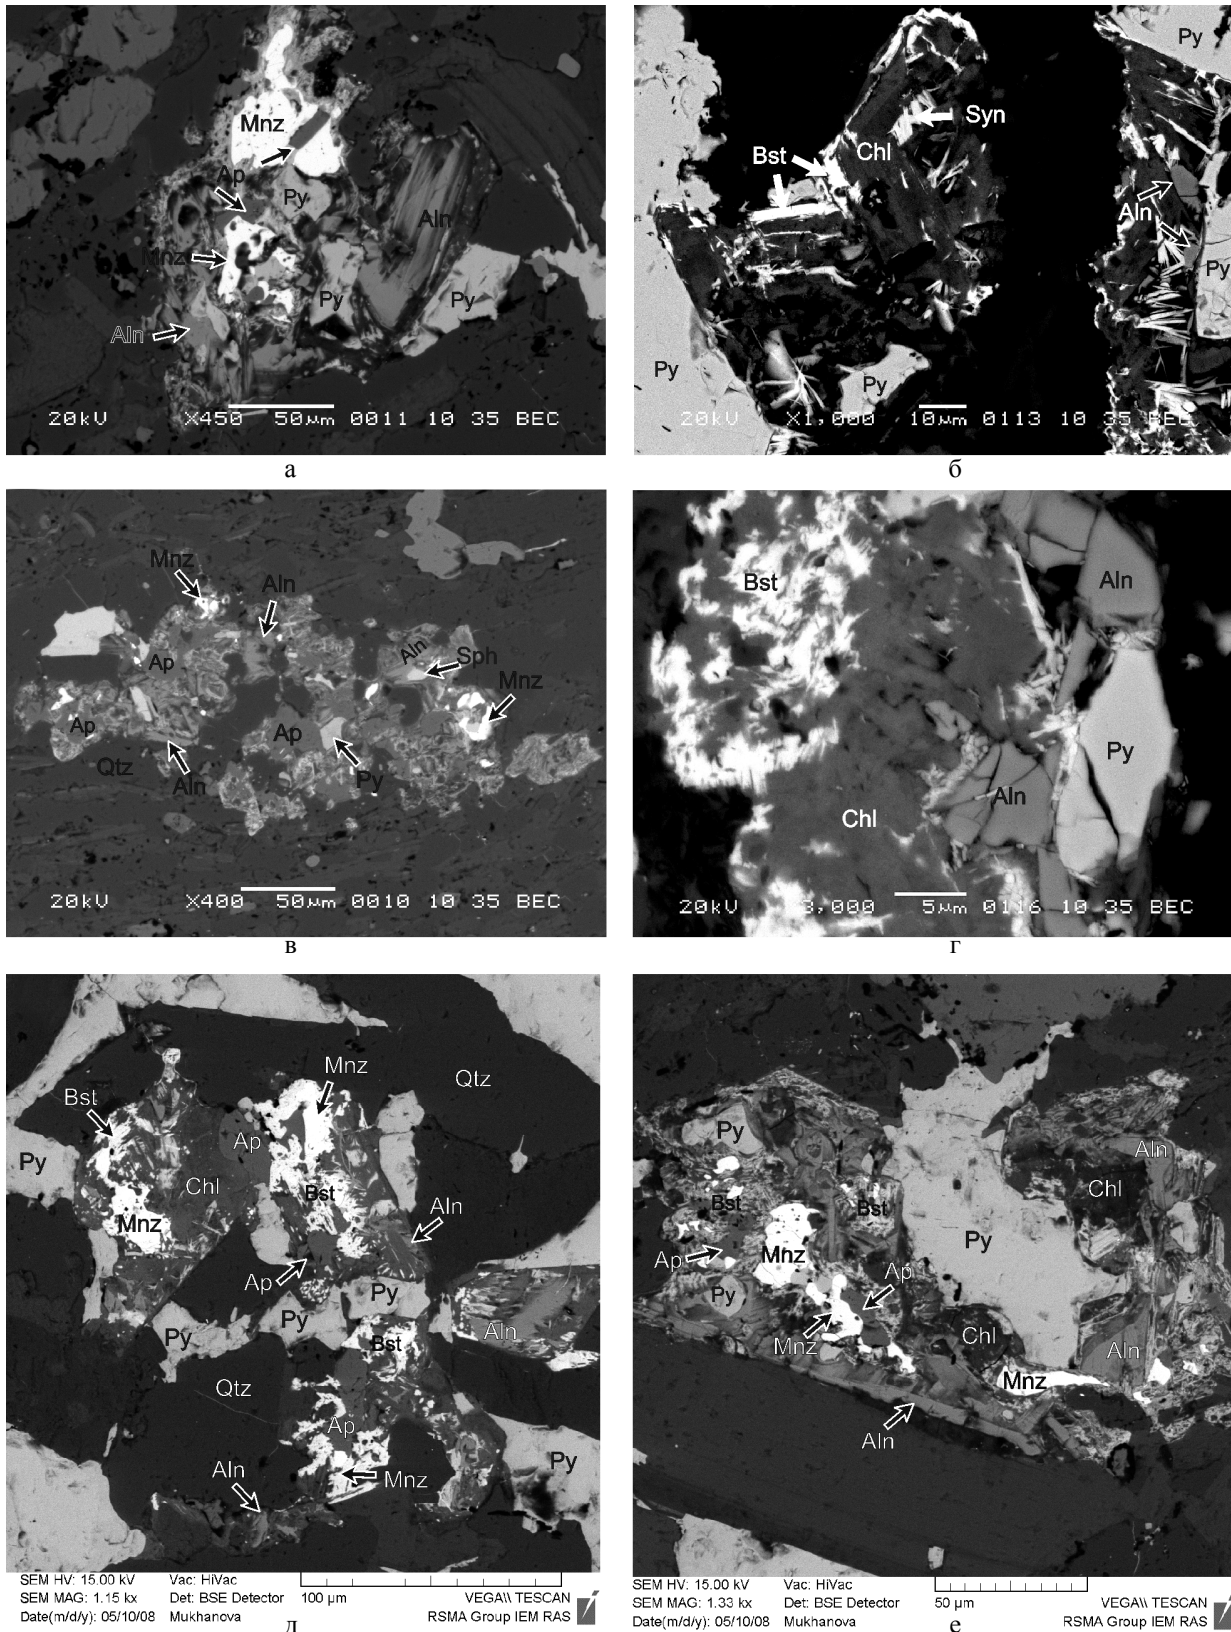 Mnz
Ap
Py
Aln
Mnz
Py
Py
Aln
20kV X450 50µm 0011 10 35 BEC
а
Py
Syn
Bst
Chl
Aln
Py
Py
Py
20kV X1,000 10µm 0113 10 35 BEC
б
Mnz
Aln
Aln
Ap
Sph
Mnz
Ap
Ap
Qtz
Aln
Py
20kV X400 50µm 0010 10 35 BEC
в
Bst
Aln
Py
Aln
Chl
20kV 3,000 5µm 0116 10 35 BEC
г
Mnz
Qtz
Bst
Ap
Py
Chl
Bst
Aln
Mnz
Ap
Py
Py
Py
Aln
Bst
Qtz
Ap
Py
Aln
Mnz
SEM HV: 15.00 kV Vac: HiVac
SEM MAG: 1.15 kx Det: BSE Detector 100 µm VEGA\\ TESCAN
Date(m/d/y): 05/10/08 Mukhanova RSMA Group IEM RAS
д
Py
Aln
Chl
Bst
Bst
Py
Ap
Mnz
Ap
Py
Mnz
Chl
Aln
Mnz
Aln
SEM HV: 15.00 kV Vac: HiVac
SEM MAG: 1.33 kx Det: BSE Detector 50 µm VEGA\\ TESCAN
Date(m/d/y): 05/10/08 Mukhanova RSMA Group IEM RAS
е